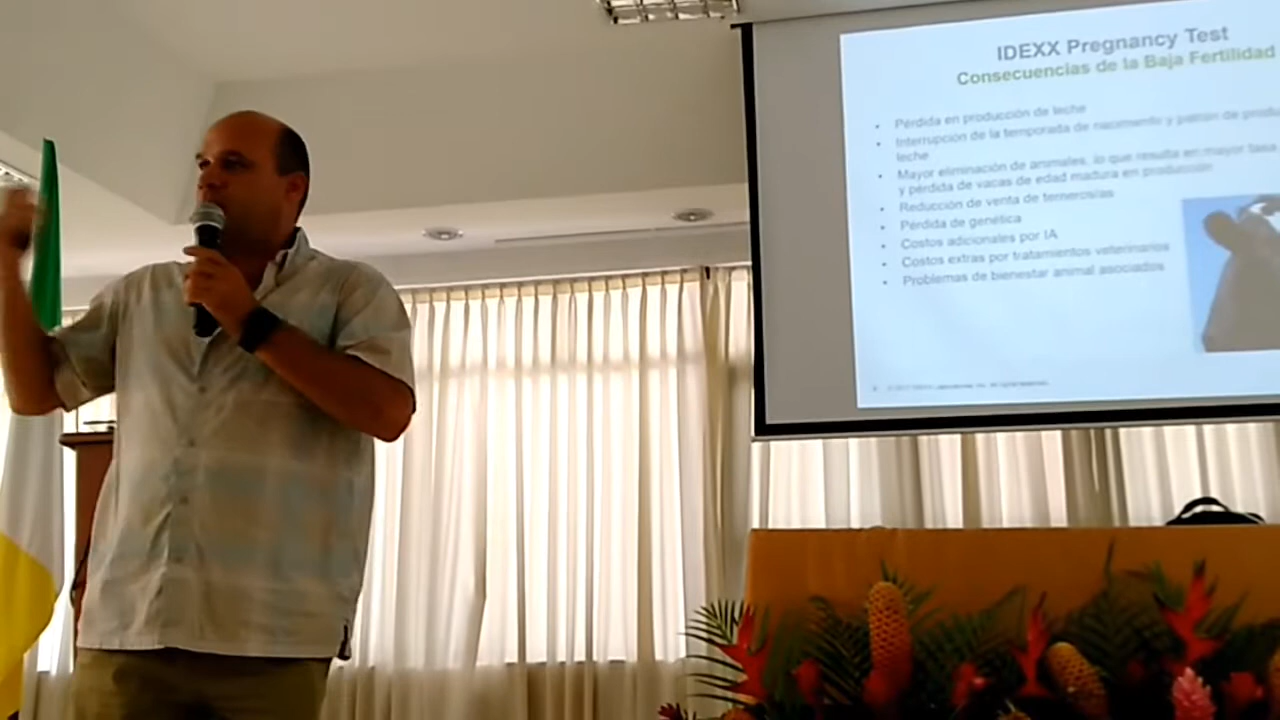 IDEXX Pregnancy Test
Consecuencias de la Baja Fertilidad
• Pérdida en producción de leche
• Interrupción de la temporada de nacimiento y patrón de
leche
• Mayor eliminación de animales, lo que resulta en mayor tasa
y pérdida de vacas de edad madura en producción
• Reducción de venta de terneros/as
• Pérdida de genética
• Costos adicionales por IA
• Costos extras por tratamientos veterinarios
• Problemas de bienestar animal asociados